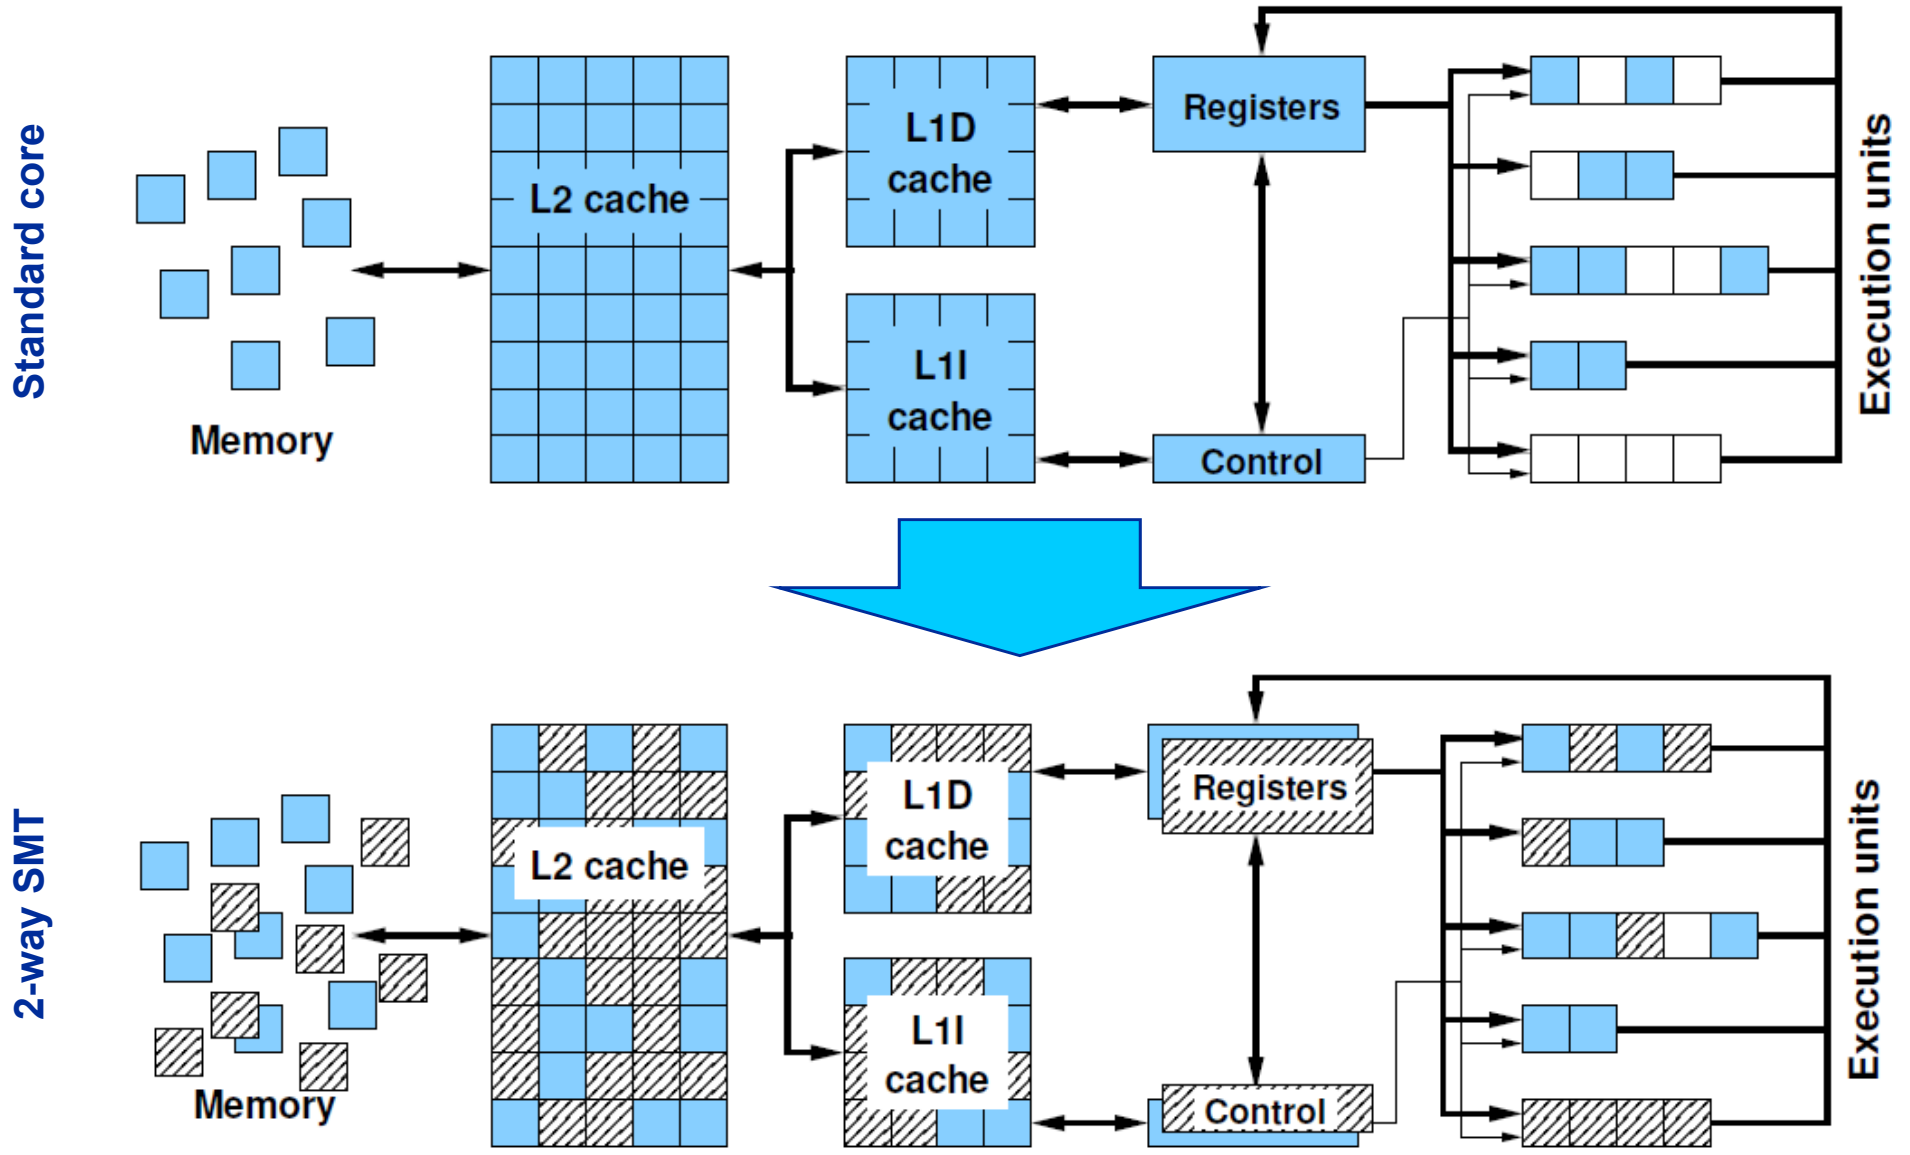 Standard core
Memory
L2 cache
L1D
cache
L1I
cache
Registers
Control
Execution units
2-way SMT
Memory
L2 cache
L1D
cache
L1I
cache
Registers
Control
Execution units